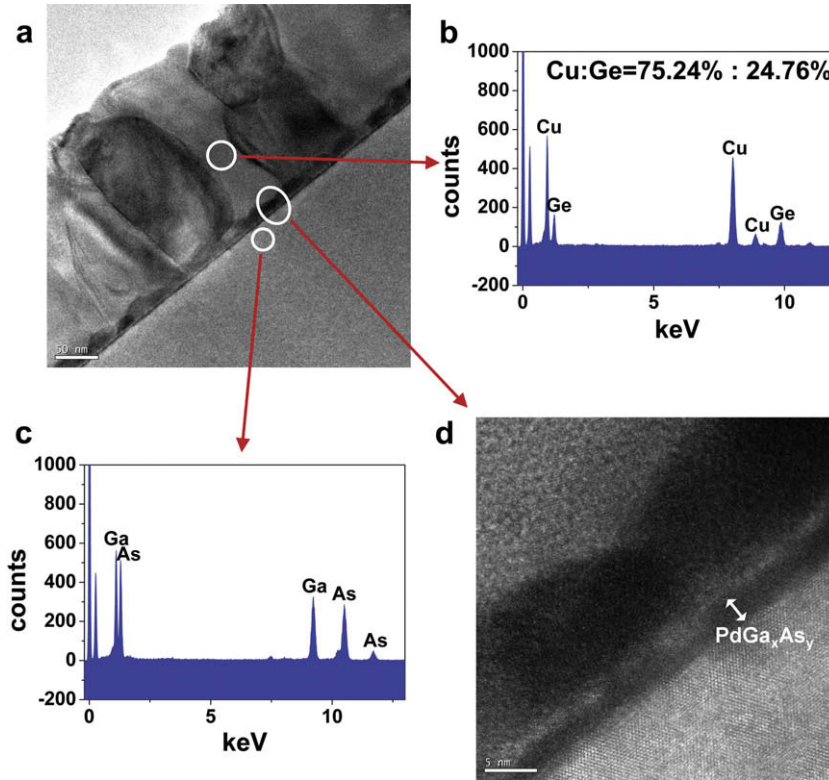 a
50 nm
b
Cu:Ge=75.24% : 24.76%
1000
800
600
400
200
0
-200
counts
Cu
Ge
Cu
Cu
Ge
0
5
10
keV
c
1000
800
600
400
200
0
-200
counts
Ga
As
Ga
As
As
0
5
10
keV
d
PdGaxAsy
5 nm